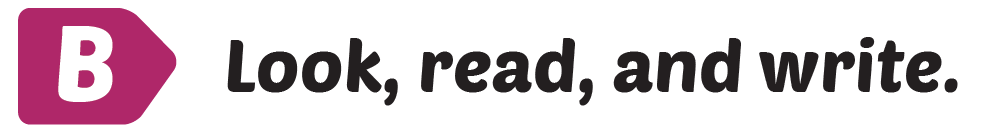 B Look, read, and write.